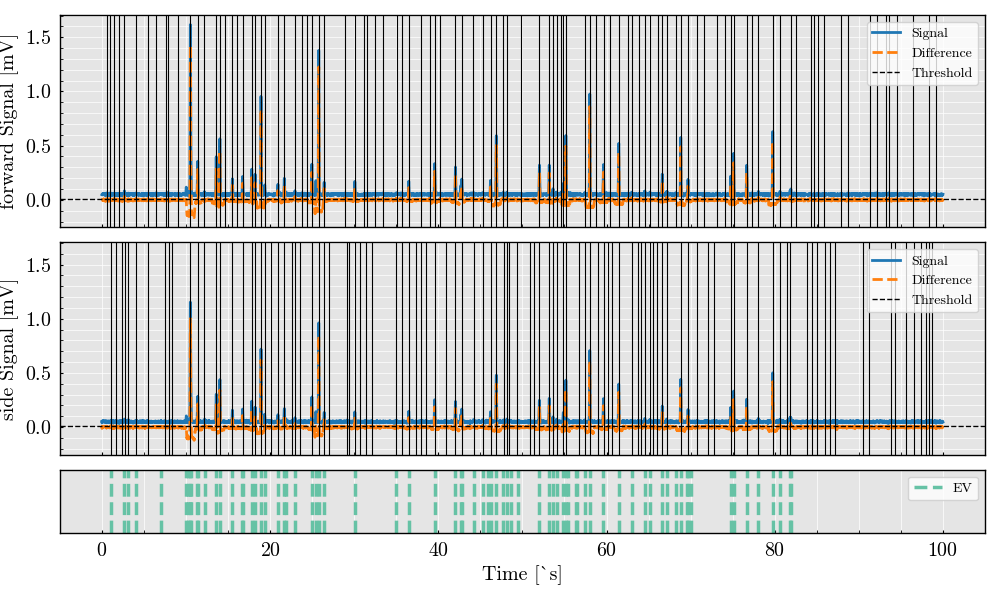 forward Signal [mV]
1.5
1.0
0.5
0.0
Signal
Difference
Threshold
side Signal [mV]
1.5
1.0
0.5
0.0
Signal
Difference
Threshold
EV
0 20 40 60 80 100
Time [`s]